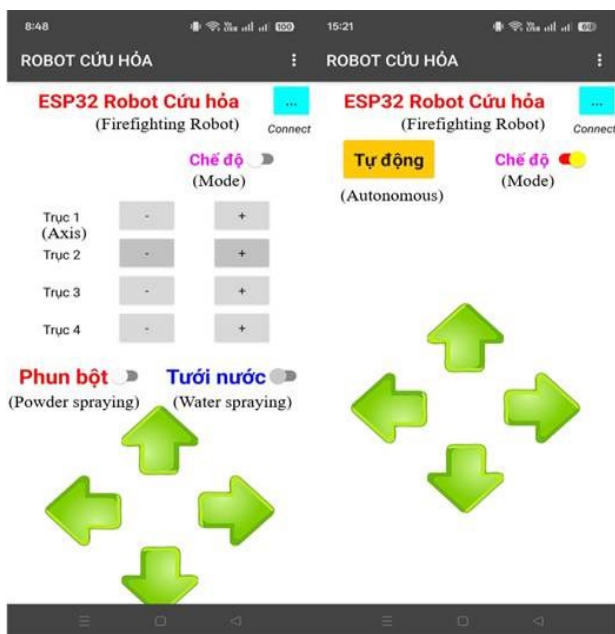 8:48
100
ROBOT CỨU HỎA
ESP32 Robot Cứu hỏa
...
(Firefighting Robot)
Connect
Chế độ
(Mode)
Trục 1
- +
(Axis)
Trục 2
- +
Trục 3
- +
Trục 4
- +
Phun bột
Tưới nước
(Powder spraying)
(Water spraying)
15:21
ROBOT CỨU HỎA
ESP32 Robot Cứu hỏa
...
(Firefighting Robot)
Connect
Tự động
Chế độ
(Autonomous)
(Mode)